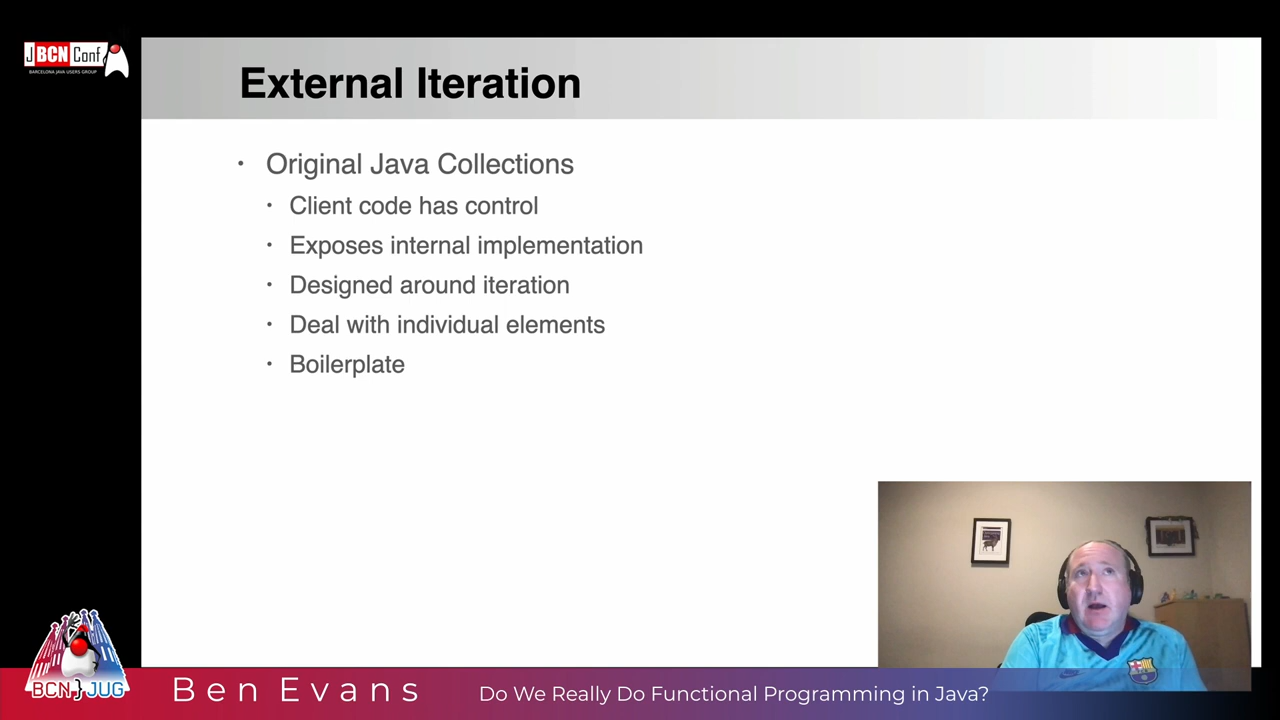 JBCNConf
BARCELONA JAVA USERS GROUP
External Iteration
• Original Java Collections
• Client code has control
• Exposes internal implementation
• Designed around iteration
• Deal with individual elements
• Boilerplate
BCN JUG
Ben Evans
Do We Really Do Functional Programming in Java?